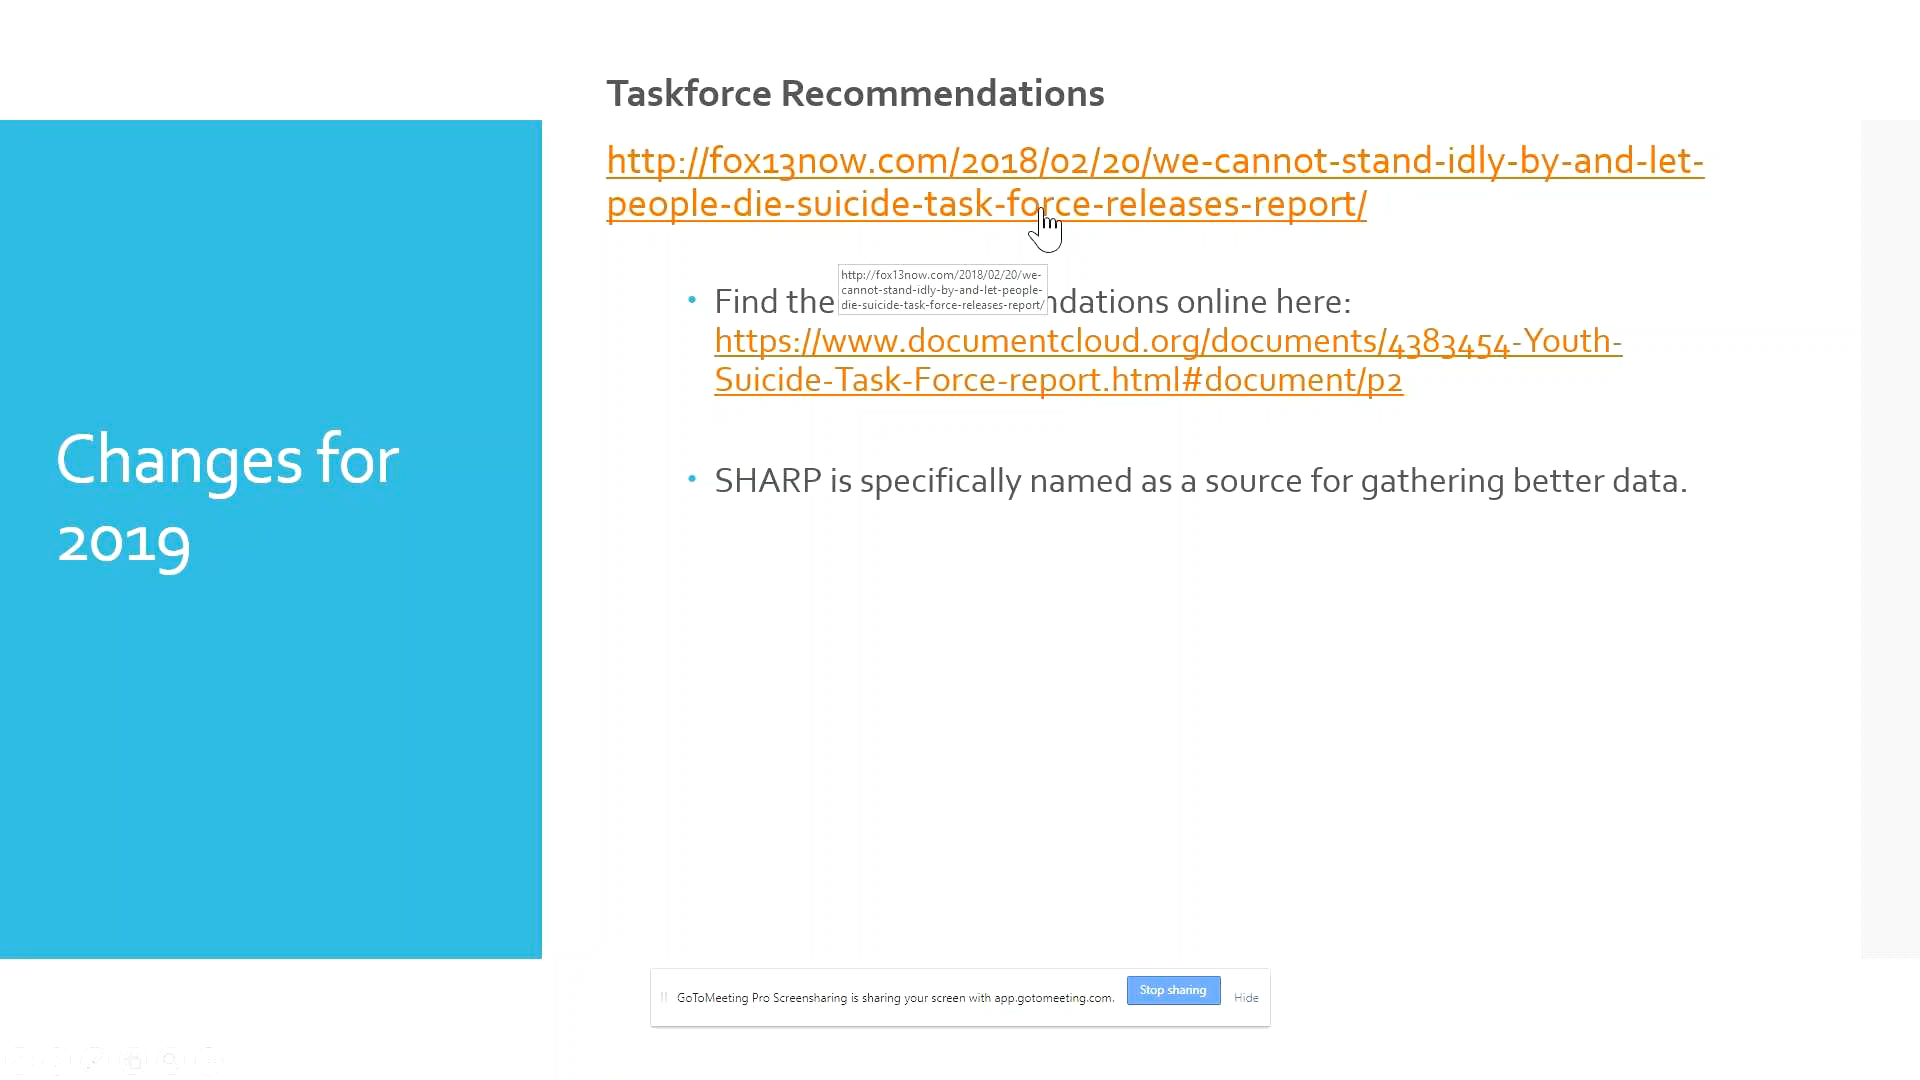 Taskforce Recommendations
http://fox13now.com/2018/02/20/we-cannot-stand-idly-by-and-let-
people-die-suicide-task-force-releases-report/
http://fox13now.com/2018/02/20/we-
cannot-stand-idly-by-and-let-people-
die-suicide-task-force-releases-report/
Find the ndations online here:
https://www.documentcloud.org/documents/4383454-Youth-
Suicide-Task-Force-report.html#document/p2
SHARP is specifically named as a source for gathering better data.
Changes for
2019
GoToMeeting Pro Screensharing is sharing your screen with app.gotomeeting.com.
Stop sharing
Hide